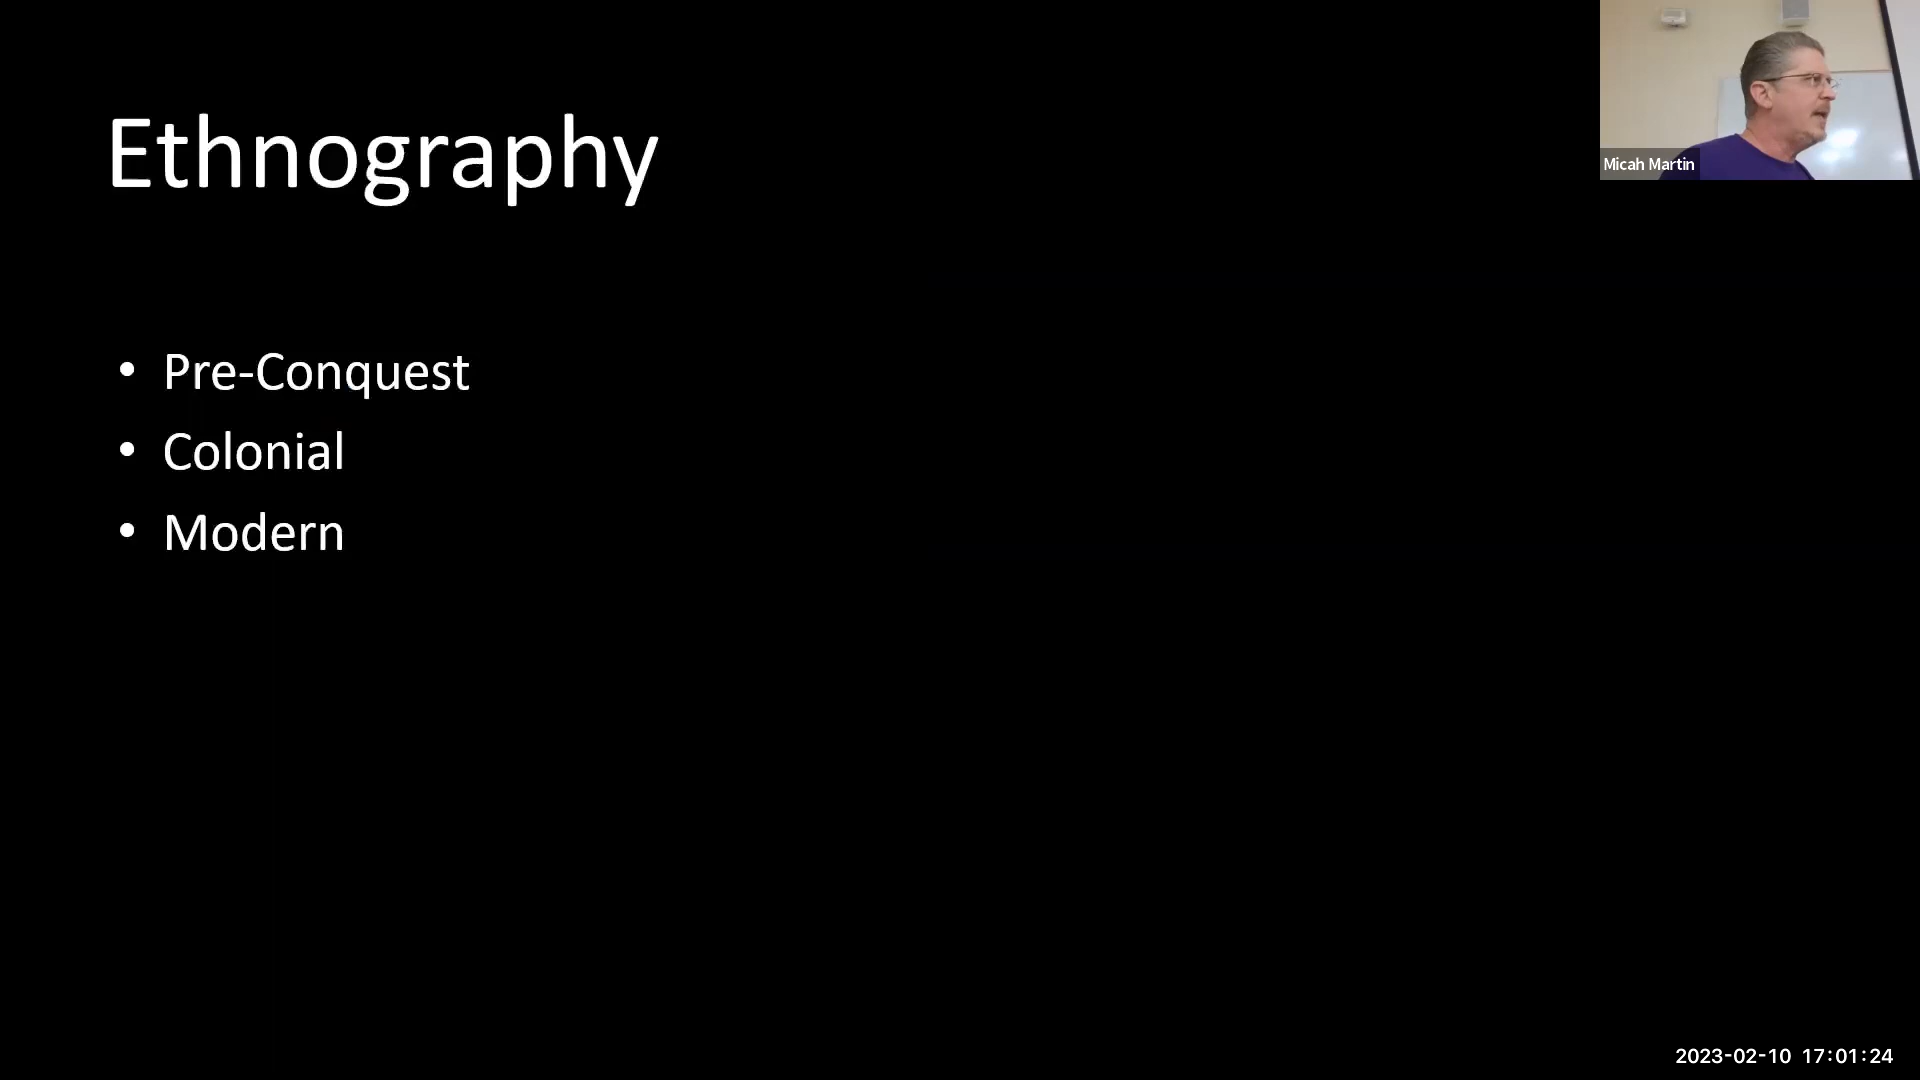 Ethnography
Micah Martin
• Pre-Conquest
• Colonial
• Modern
2023-02-10 17:01:24